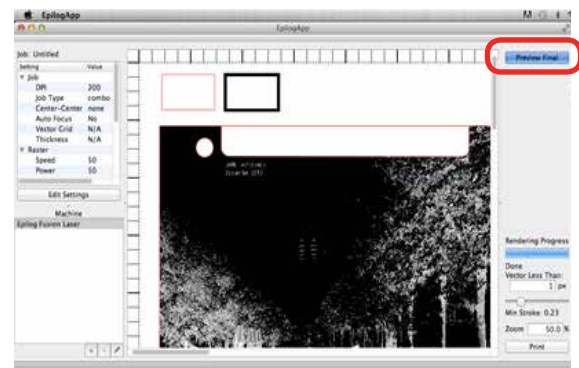 EpilogApp
M
EpilogApp
Job: Untitled
Setting Value
Job
DPI 200
Job Type combo
Center-Center none
Auto Focus No
Vector Grid N/A
Thickness N/A
Raster
Speed 50
Power 50
Edit Settings
Machine
Epilog Fusion Laser
+ -
Preview Final
Rendering Progress
Done
Vector Less Than:
1 px
Min Stroke: 0.23
Zoom 50.0 %
Print